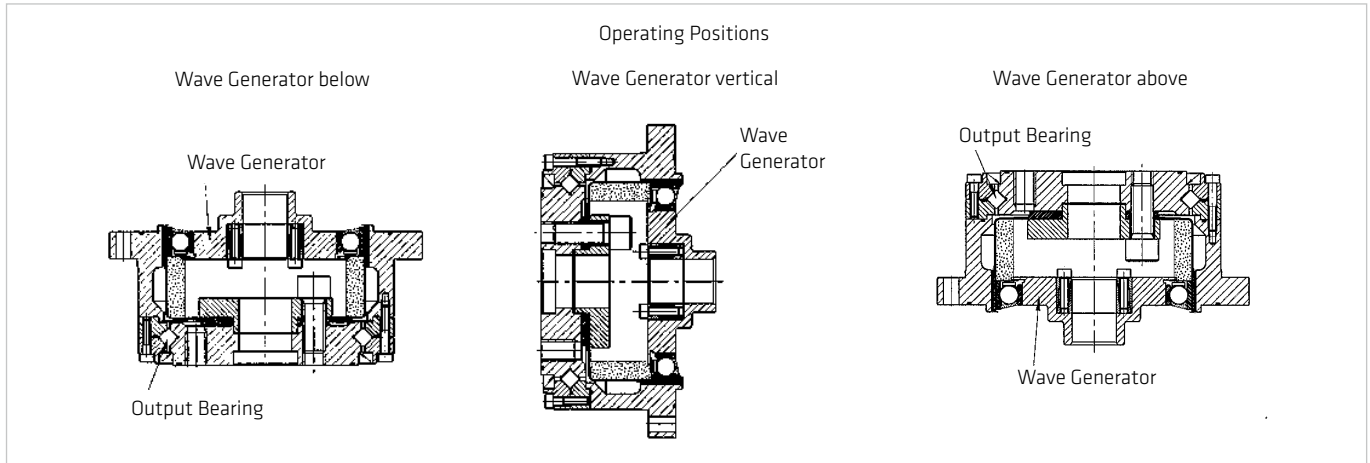 Operating Positions
Wave Generator below
Wave Generator vertical
Wave Generator above
Wave Generator
Output Bearing
Wave
Generator
Output Bearing
Wave Generator